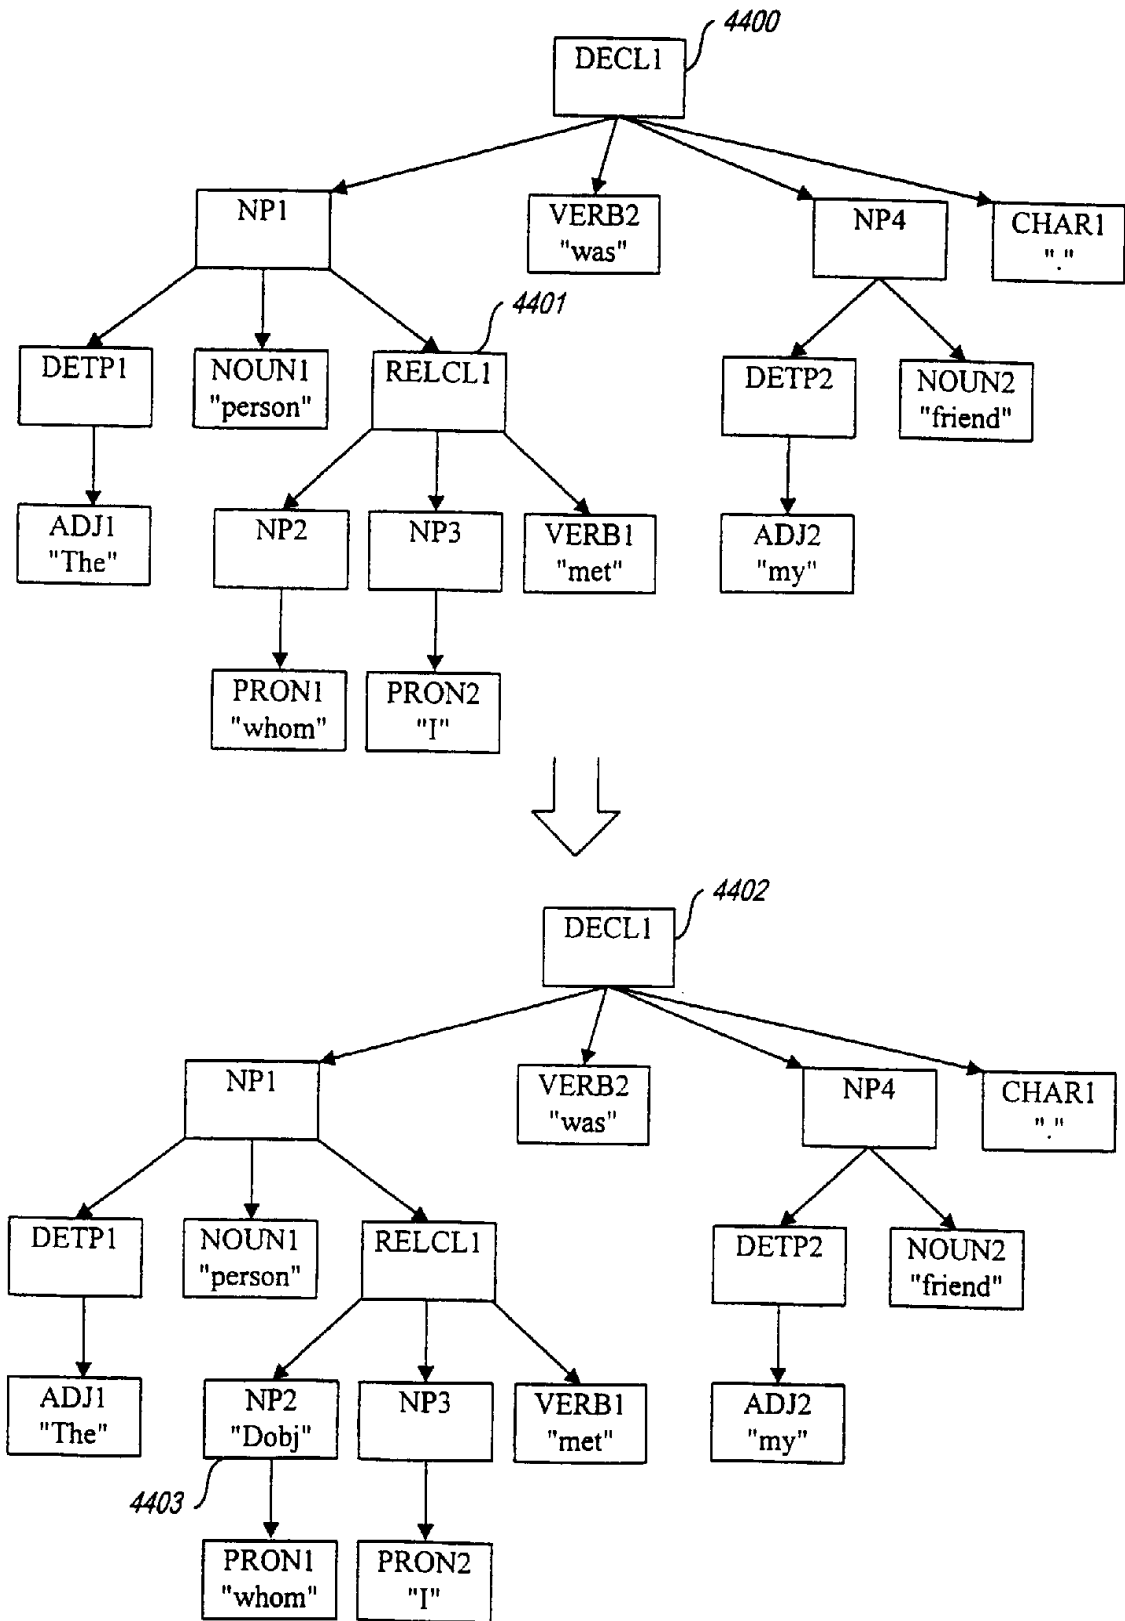 4400
DECL1
NP1
VERB2
"was"
NP4
CHAR1
"."
4401
DETP1
NOUN1
"person"
RELCL1
DETP2
NOUN2
"friend"
ADJ1
"The"
NP2
NP3
VERB1
"met"
ADJ2
"my"
PRON1
"whom"
PRON2
"I"
4402
DECL1
NP1
VERB2
"was"
NP4
CHAR1
"."
DETP1
NOUN1
"person"
RELCL1
DETP2
NOUN2
"friend"
ADJ1
"The"
NP2
"Dobj"
NP3
VERB1
"met"
ADJ2
"my"
4403
PRON1
"whom"
PRON2
"I"